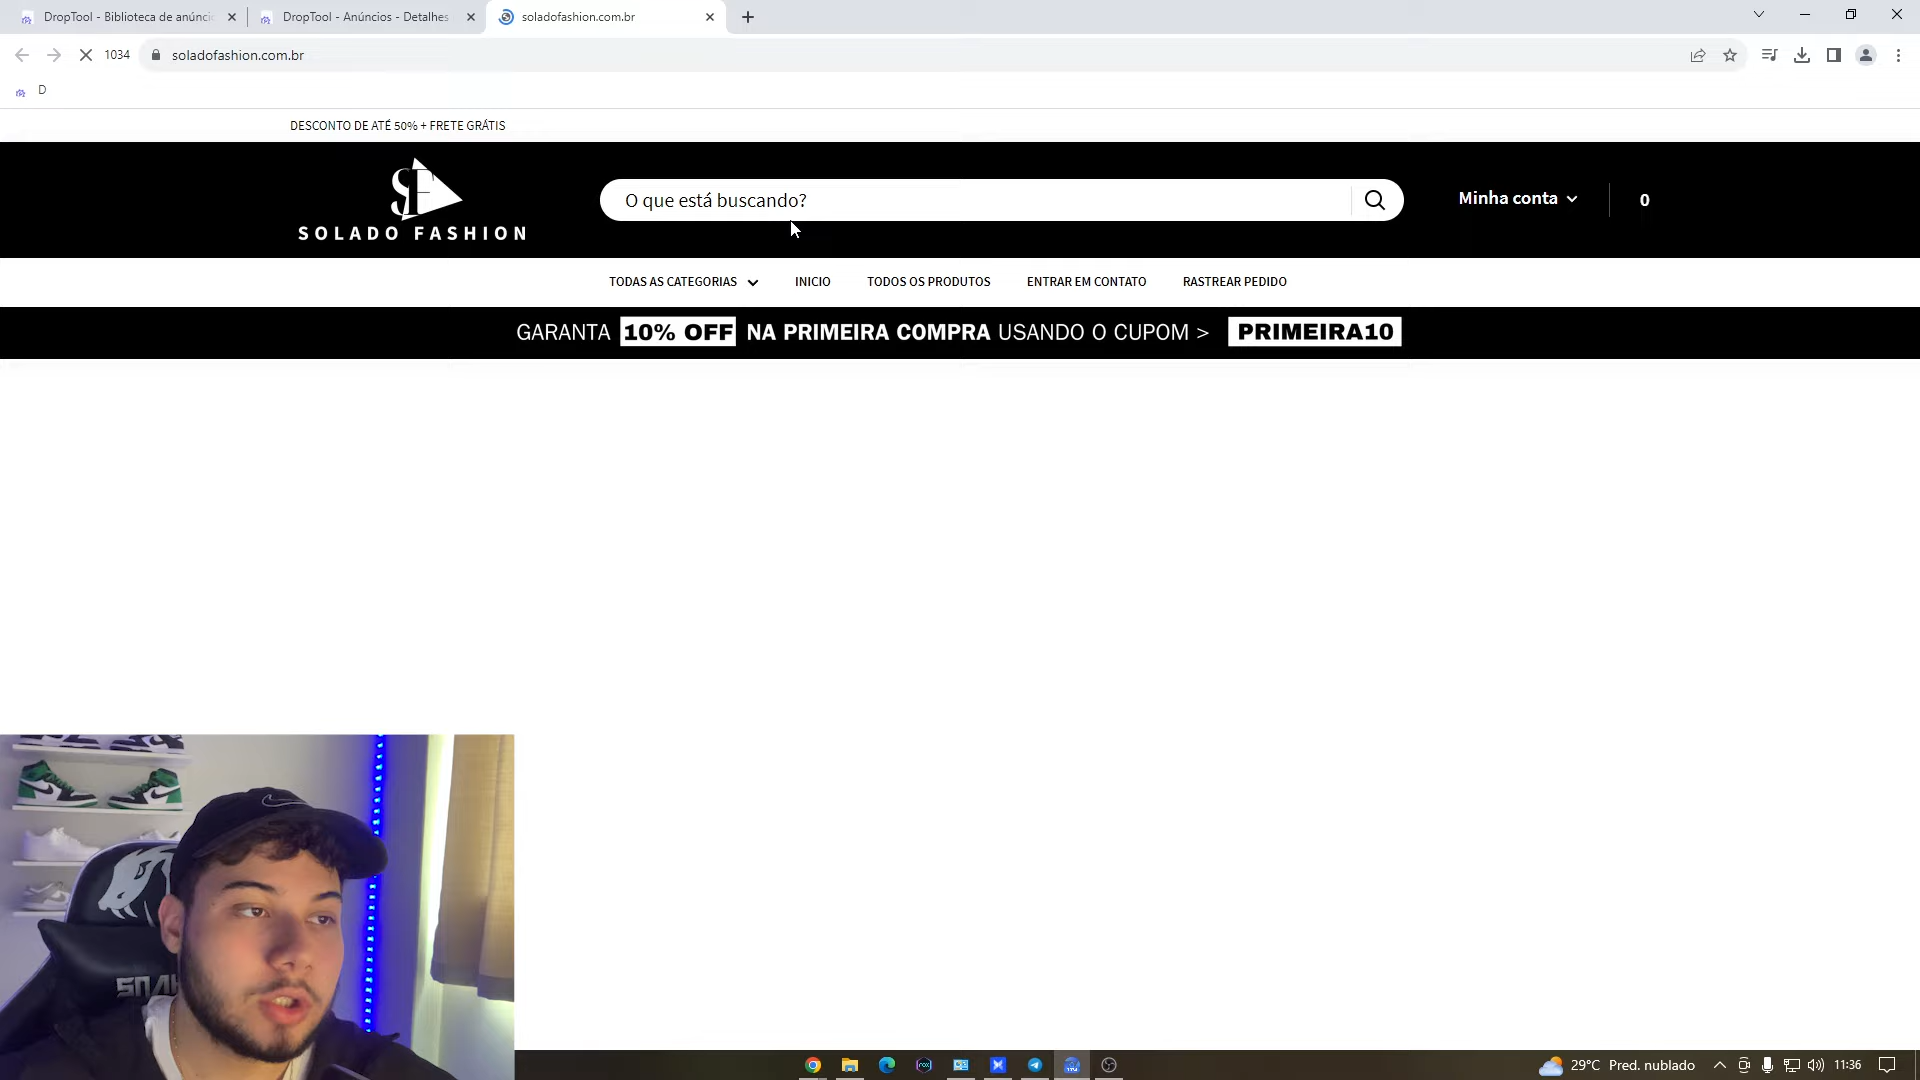 DropTool - Biblioteca de anúnci
DropTool - Anúncios - Detalhes
soladofashion.com.br
1034
soladofashion.com.br
D
DESCONTO DE ATÉ 50% + FRETE GRÁTIS
SF
SOLADO FASHION
O que está buscando?
Minha conta
0
TODAS AS CATEGORIAS
INICIO
TODOS OS PRODUTOS
ENTRAR EM CONTATO
RASTREAR PEDIDO
GARANTA 10% OFF NA PRIMEIRA COMPRA USANDO O CUPOM > PRIMEIRA10
29°C Pred. nublado
11:36